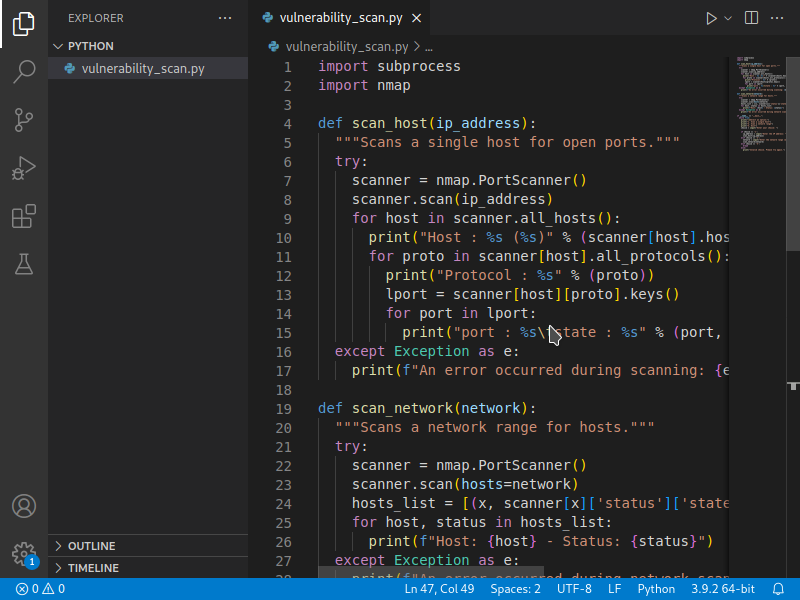 EXPLORER
vulnerability_scan.py
PYTHON
vulnerability_scan.py
vulnerability_scan.py > ...
1 import subprocess
2 import nmap
3
4 def scan_host(ip_address):
5 """Scans a single host for open ports."""
6 try:
7 scanner = nmap.PortScanner()
8 scanner.scan(ip_address)
9 for host in scanner.all_hosts():
10 print("Host : %s (%s)" % (scanner[host].hos
11 for proto in scanner[host].all_protocols():
12 print("Protocol : %s" % (proto))
13 lport = scanner[host][proto].keys()
14 for port in lport:
15 print("port : %s\tstate : %s" % (port,
16 except Exception as e:
17 print(f"An error occurred during scanning: {e
18
19 def scan_network(network):
20 """Scans a network range for hosts."""
21 try:
22 scanner = nmap.PortScanner()
23 scanner.scan(hosts=network)
24 hosts_list = [(x, scanner[x]['status']['state
25 for host, status in hosts_list:
26 print(f"Host: {host} - Status: {status}")
27 except Exception as e:
28 print(f"An error occurred during network scan
OUTLINE
TIMELINE
1
0 0 Ln 47, Col 49 Spaces: 2 UTF-8 LF Python 3.9.2 64-bit